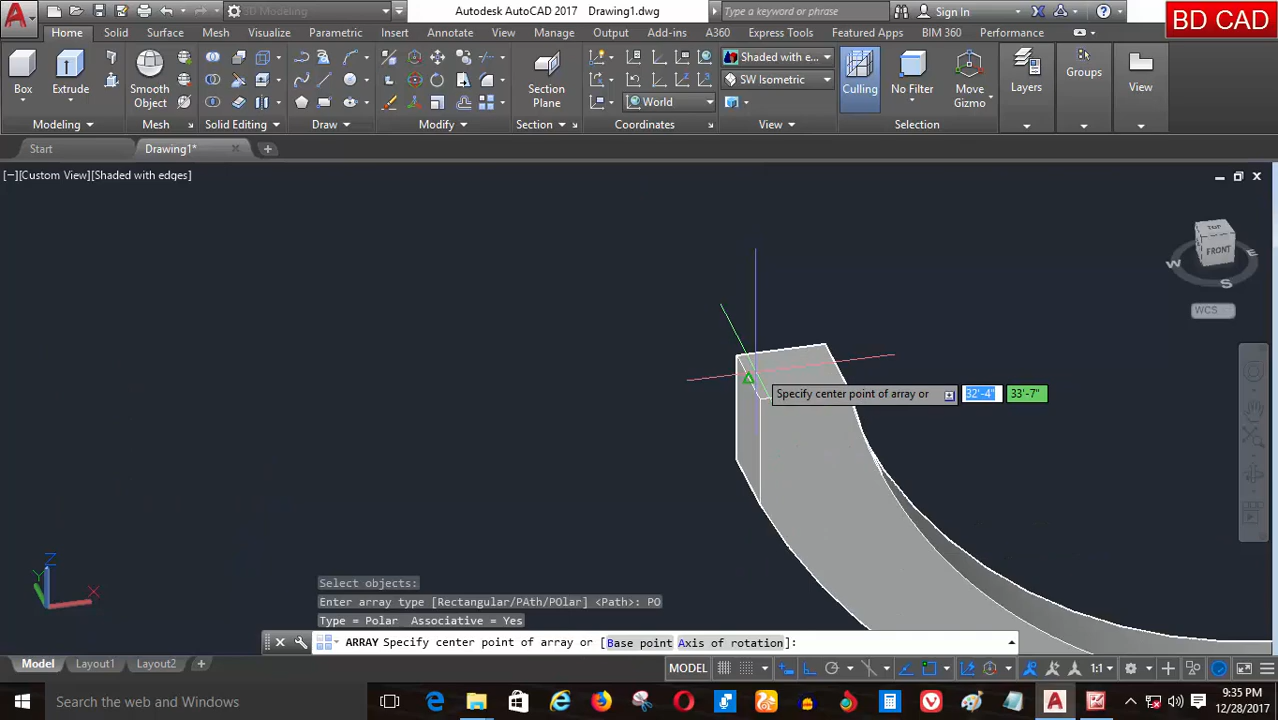 3D Modeling
Autodesk AutoCAD 2017 Drawing1.dwg
Type a keyword or phrase
Sign In
BD CAD
Home Solid Surface Mesh Visualize Parametric Insert Annotate View Manage Output Add-ins A360 Express Tools Featured Apps BIM 360 Performance
Shaded with e...
SW Isometric
World
Box Extrude
Smooth Object
Section Plane
Culling No Filter
Move Gizmo
Layers
Groups
View
Modeling Mesh Solid Editing Draw Modify Section Coordinates View Selection
Start Drawing1*
[−][Custom View][Shaded with edges]
TOP
FRONT
W
E
S
WCS
Specify center point of array or 32'-4" 33'-7"
Z
Y
X
Select objects:
Enter array type [Rectangular/PAth/POlar] <Path>: PO
Type = Polar Associative = Yes
ARRAY Specify center point of array or [Base point Axis of rotation]:
Model Layout1 Layout2
MODEL
1:1
Search the web and Windows
9:35 PM
12/28/2017